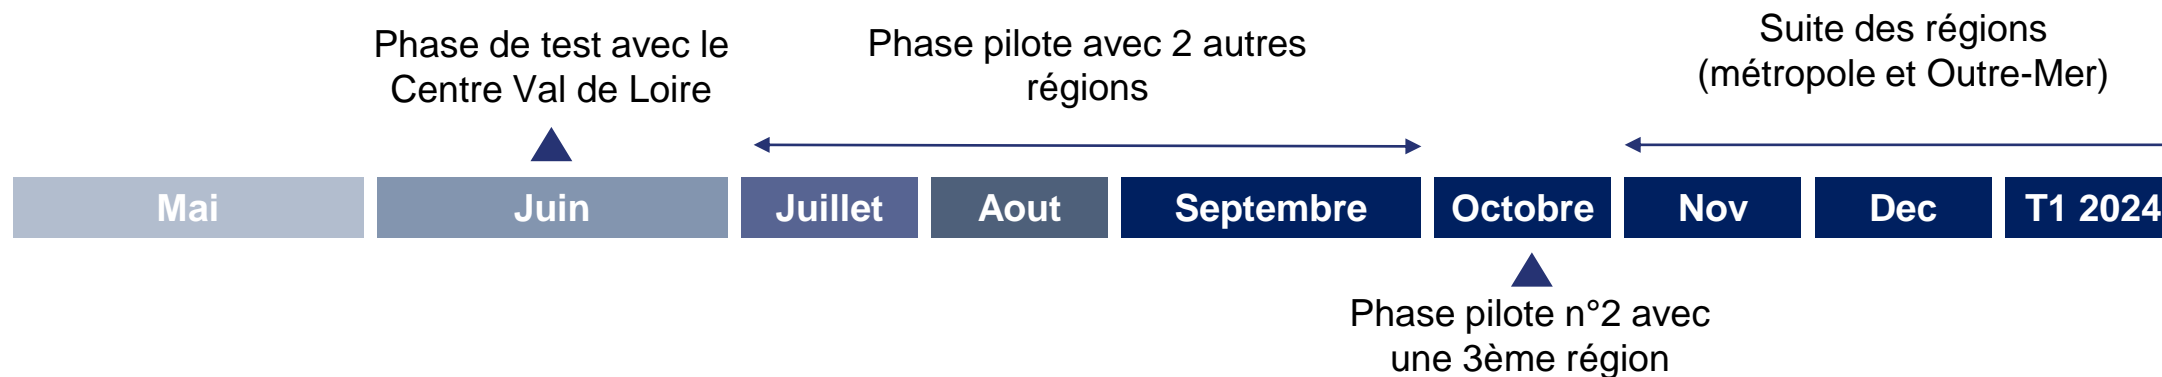 Phase de test avec le
Centre Val de Loire
Phase pilote avec 2 autres
régions
Suite des régions
(métropole et Outre-Mer)
Mai
Juin
Juillet
Aout
Septembre
Octobre
Nov
Dec
T1 2024
Phase pilote n°2 avec
une 3ème région